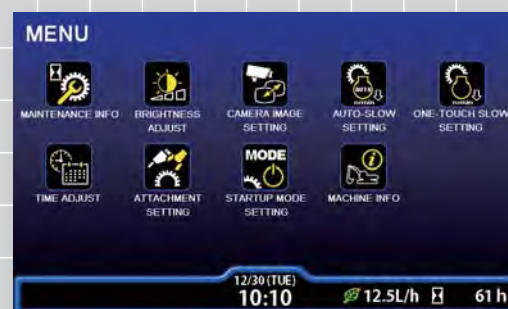 MENU
MAINTENANCE INFO
BRIGHTNESS
ADJUST
CAMERA IMAGE
SETTING
AUTO
AUTO-SLOW
SETTING
ONE-TOUCH SLOW
SETTING
TIME ADJUST
ATTACHMENT
SETTING
MODE
STARTUP MODE
SETTING
MACHINE INFO
12/30 (TUE)
10:10
12.5L/h
61 h